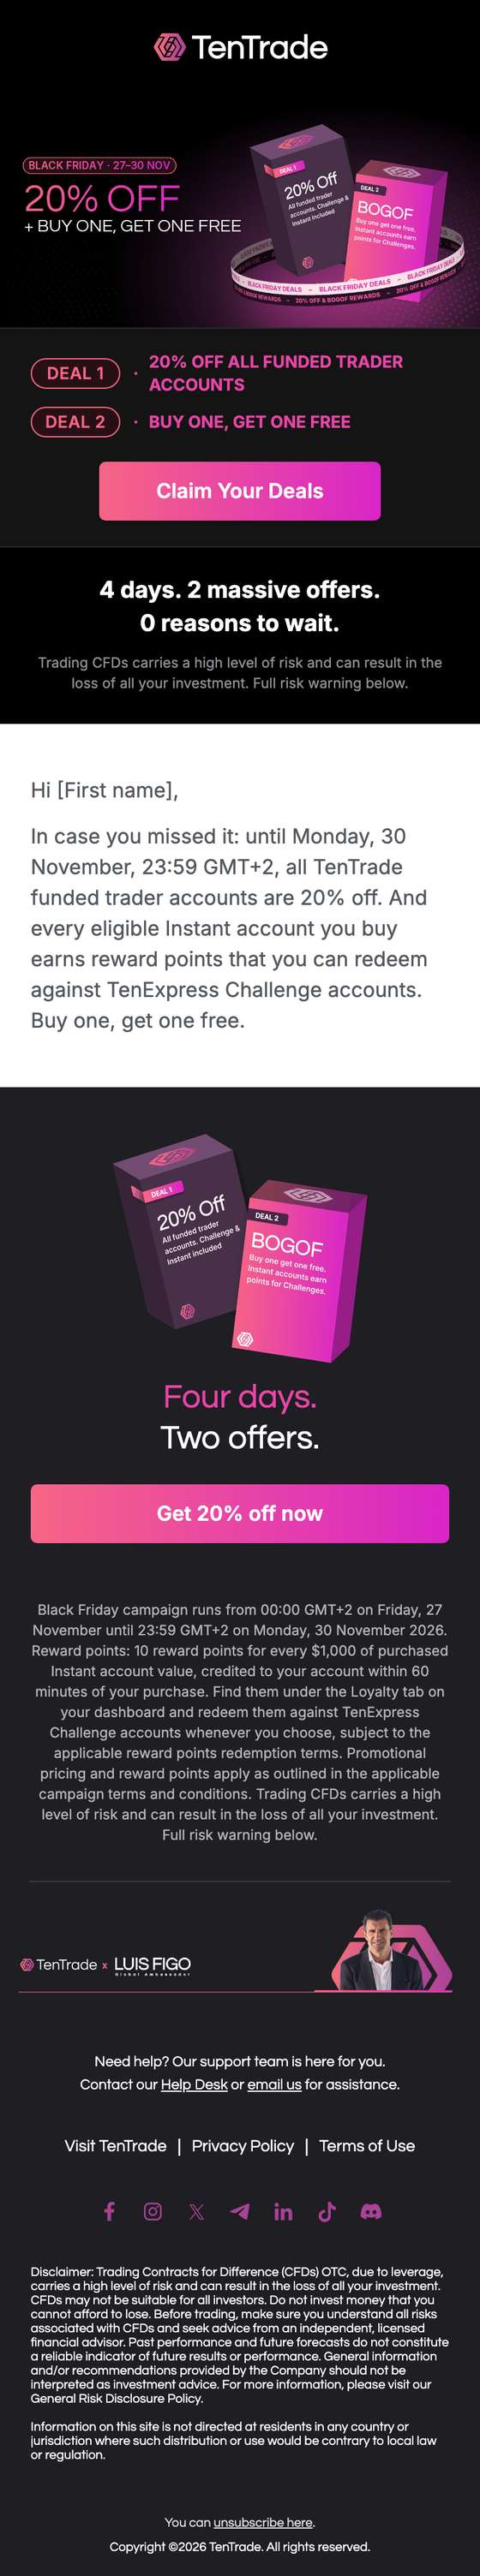 TenTrade
BLACK FRIDAY · 27–30 NOV
20% OFF
+ BUY ONE, GET ONE FREE
DEAL 1
20% Off
All funded trader
accounts. Challenge &
Instant included
DEAL 2
BOGOF
Buy one get one free.
Instant accounts earn
points for Challenges.
BLACK FRIDAY DEALS – BLACK FRIDAY DEALS – BLACK FRIDAY
REWARDS – 20% OFF & BOGOF REWARDS – 20% OFF & BOGOF
DEAL 1 · 20% OFF ALL FUNDED TRADER
ACCOUNTS
DEAL 2 · BUY ONE, GET ONE FREE
Claim Your Deals
4 days. 2 massive offers.
0 reasons to wait.
Trading CFDs carries a high level of risk and can result in the
loss of all your investment. Full risk warning below.
Hi [First name],
In case you missed it: until Monday, 30
November, 23:59 GMT+2, all TenTrade
funded trader accounts are 20% off. And
every eligible Instant account you buy
earns reward points that you can redeem
against TenExpress Challenge accounts.
Buy one, get one free.
DEAL 1
20% Off
All funded trader
accounts. Challenge &
Instant included
DEAL 2
BOGOF
Buy one get one free.
Instant accounts earn
points for Challenges.
Four days.
Two offers.
Get 20% off now
Black Friday campaign runs from 00:00 GMT+2 on Friday, 27
November until 23:59 GMT+2 on Monday, 30 November 2026.
Reward points: 10 reward points for every $1,000 of purchased
Instant account value, credited to your account within 60
minutes of your purchase. Find them under the Loyalty tab on
your dashboard and redeem them against TenExpress
Challenge accounts whenever you choose, subject to the
applicable reward points redemption terms. Promotional
pricing and reward points apply as outlined in the applicable
campaign terms and conditions. Trading CFDs carries a high
level of risk and can result in the loss of all your investment.
Full risk warning below.
TenTrade x LUIS FIGO
Global Ambassador
Need help? Our support team is here for you.
Contact our Help Desk or email us for assistance.
Visit TenTrade | Privacy Policy | Terms of Use
Disclaimer: Trading Contracts for Difference (CFDs) OTC, due to leverage,
carries a high level of risk and can result in the loss of all your investment.
CFDs may not be suitable for all investors. Do not invest money that you
cannot afford to lose. Before trading, make sure you understand all risks
associated with CFDs and seek advice from an independent, licensed
financial advisor. Past performance and future forecasts do not constitute
a reliable indicator of future results or performance. General information
and/or recommendations provided by the Company should not be
interpreted as investment advice. For more information, please visit our
General Risk Disclosure Policy.
Information on this site is not directed at residents in any country or
jurisdiction where such distribution or use would be contrary to local law
or regulation.
You can unsubscribe here.
Copyright ©2026 TenTrade. All rights reserved.